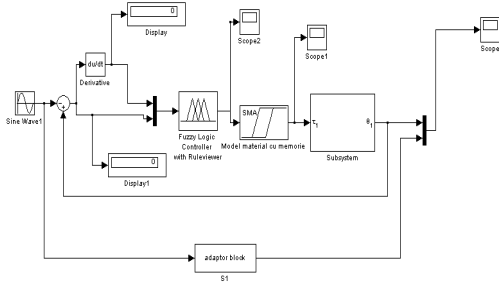 0
Display
Scope2
Scope1
Scope
du/dt
Derivative
Sine Wave1
+
Fuzzy Logic
Controller
with Ruleviewer
SMA
Model material cu memorie
τ1
θ1
Subsystem
0
Display1
adaptor block
S1